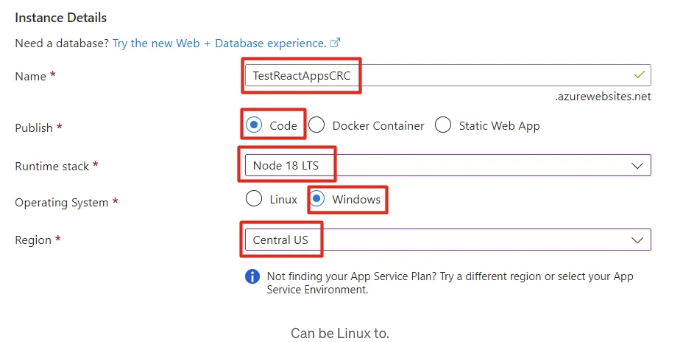 Instance Details
Need a database? Try the new Web + Database experience.
Name *
TestReactAppsCRC
.azurewebsites.net
Publish *
Code
Docker Container
Static Web App
Runtime stack *
Node 18 LTS
Operating System *
Linux
Windows
Region *
Central US
Not finding your App Service Plan? Try a different region or select your App
Service Environment.
Can be Linux to.